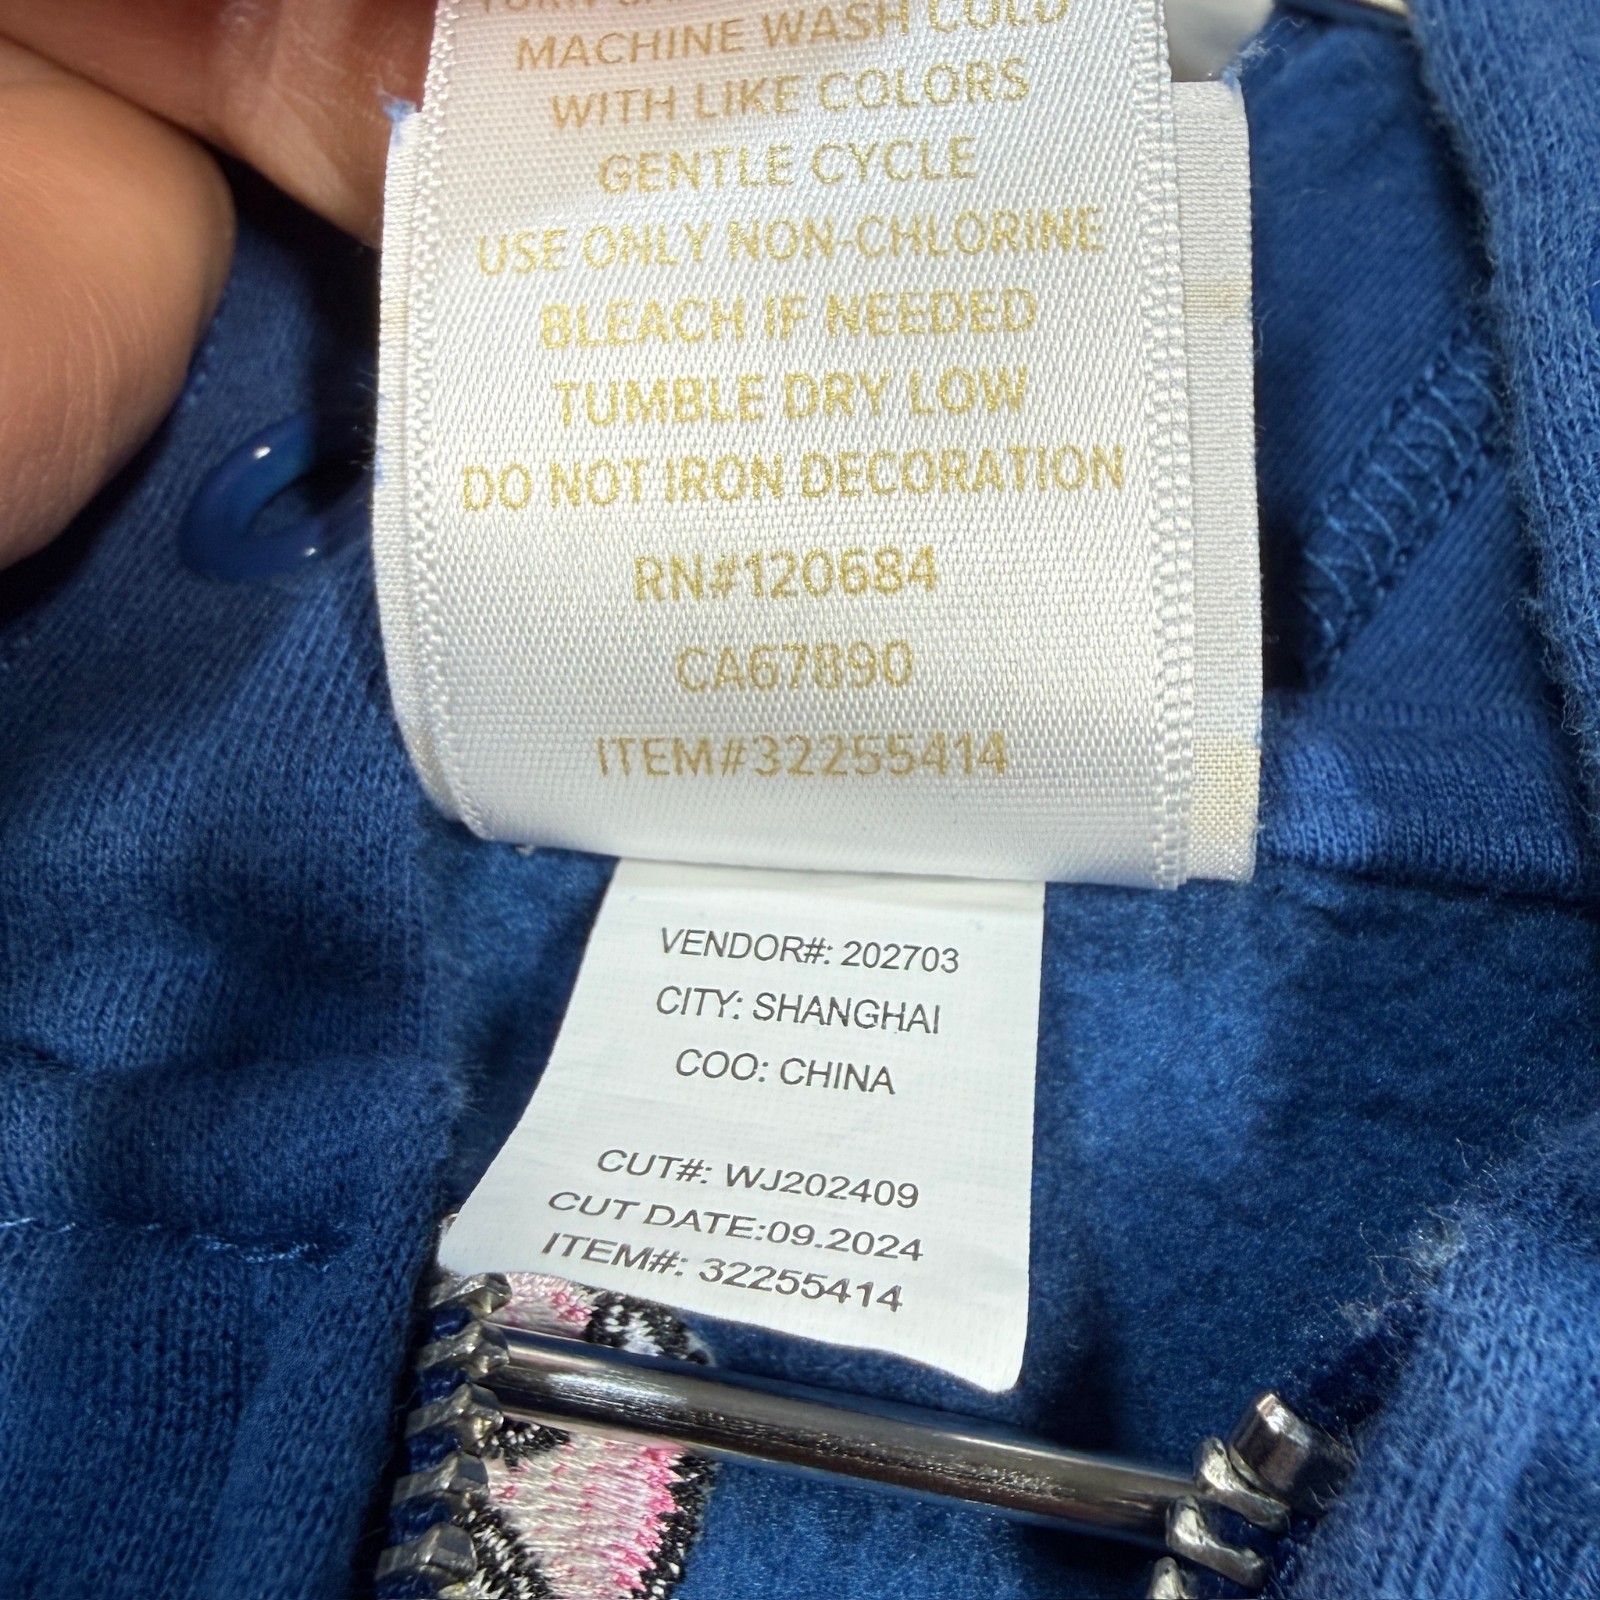 MACHINE WASH COLD
WITH LIKE COLORS
GENTLE CYCLE
USE ONLY NON-CHLORINE
BLEACH IF NEEDED
TUMBLE DRY LOW
DO NOT IRON DECORATION
RN#120684
CA67890
ITEM#32255414
VENDOR#: 202703
CITY: SHANGHAI
COO: CHINA
CUT#: WJ202409
CUT DATE:09.2024
ITEM#: 32255414